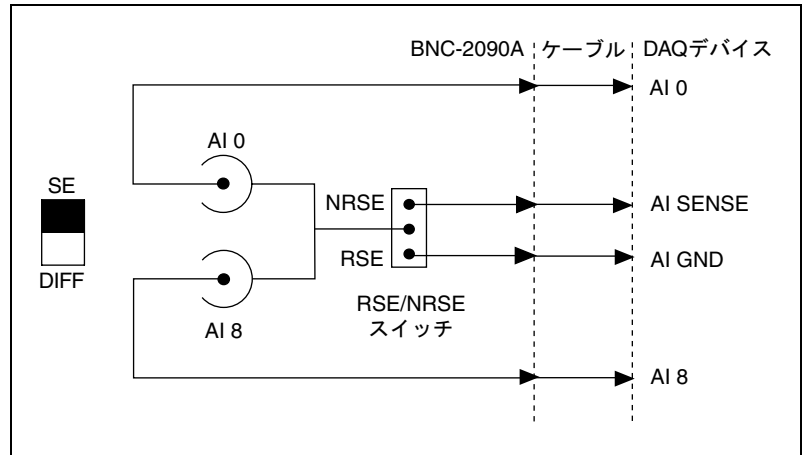 BNC-2090A ケーブル DAQデバイス
AI 0
AI 0
SE
NRSE
AI SENSE
RSE
AI GND
DIFF
AI 8
RSE/NRSE
スイッチ
AI 8